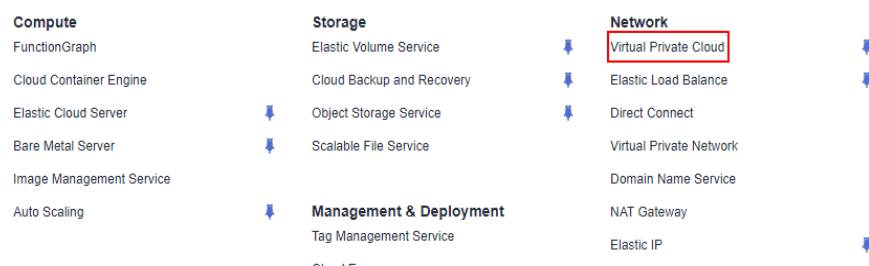 Compute
FunctionGraph
Cloud Container Engine
Elastic Cloud Server
Bare Metal Server
Image Management Service
Auto Scaling
Storage
Elastic Volume Service
Cloud Backup and Recovery
Object Storage Service
Scalable File Service
Management & Deployment
Tag Management Service
Network
Virtual Private Cloud
Elastic Load Balance
Direct Connect
Virtual Private Network
Domain Name Service
NAT Gateway
Elastic IP